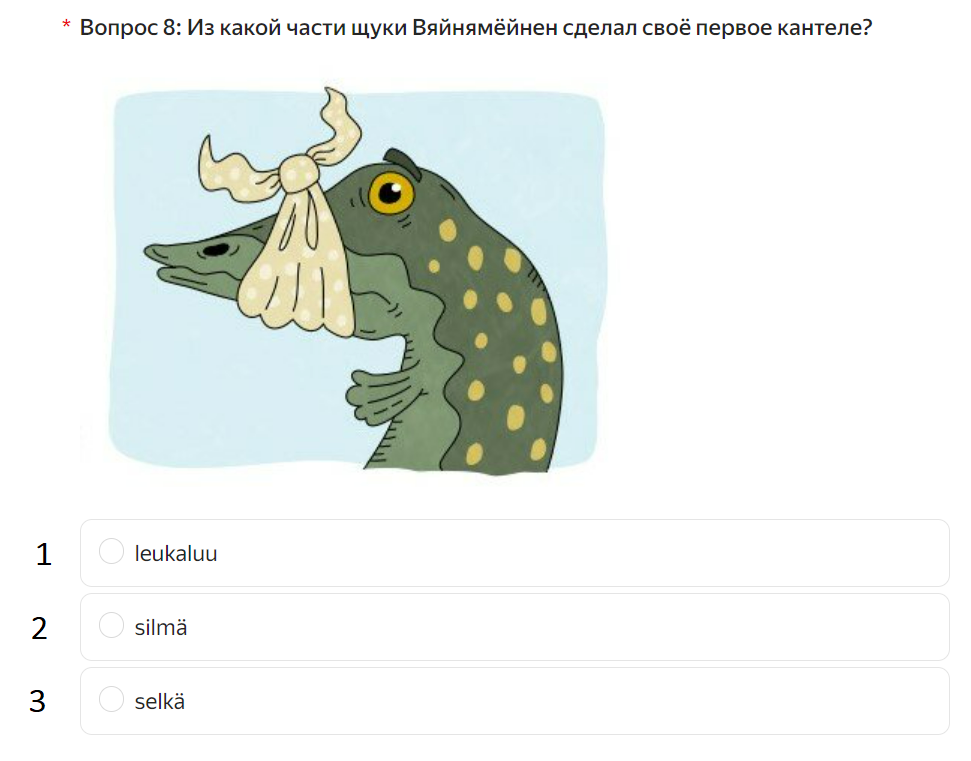 * Вопрос 8: Из какой части щуки Вяйнямёйнен сделал своё первое кантеле?
1 leukaluu
2 silmä
3 selkä